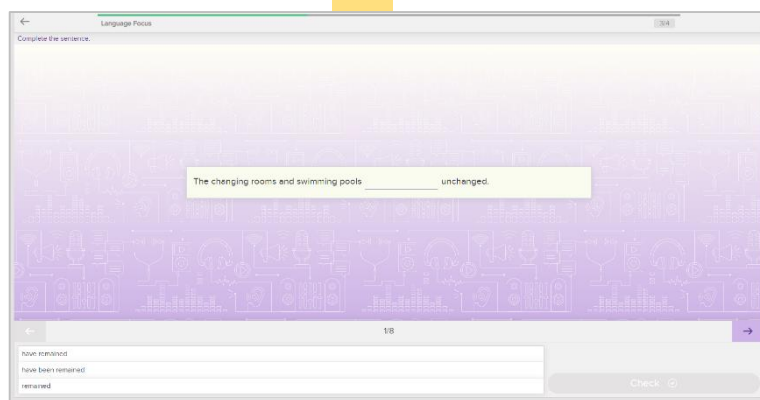 Language Focus
3/4
Complete the sentence.
The changing rooms and swimming pools __________ unchanged.
1/8
have remained
have been remained
remained
Check